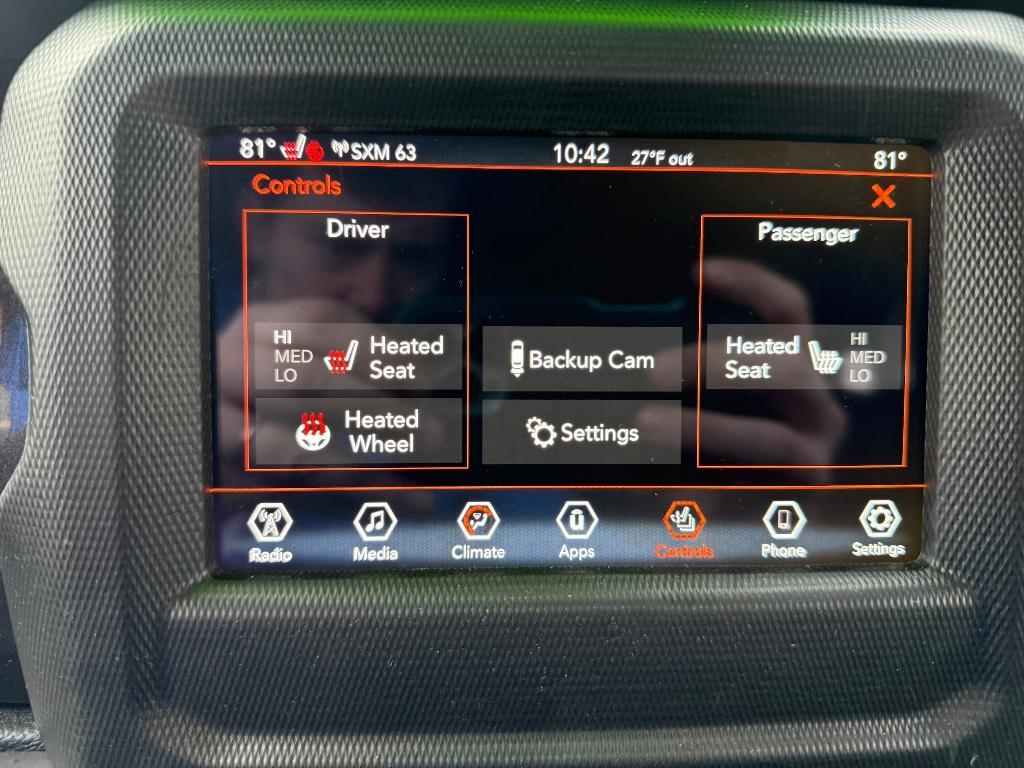 81° SXM 63 10:42 27°F out 81°
Controls X
Driver
Passenger
HI
MED
LO
Heated
Seat
Heated
Wheel
Backup Cam
Settings
Heated
Seat
HI
MED
LO
Radio Media Climate Apps Controls Phone Settings